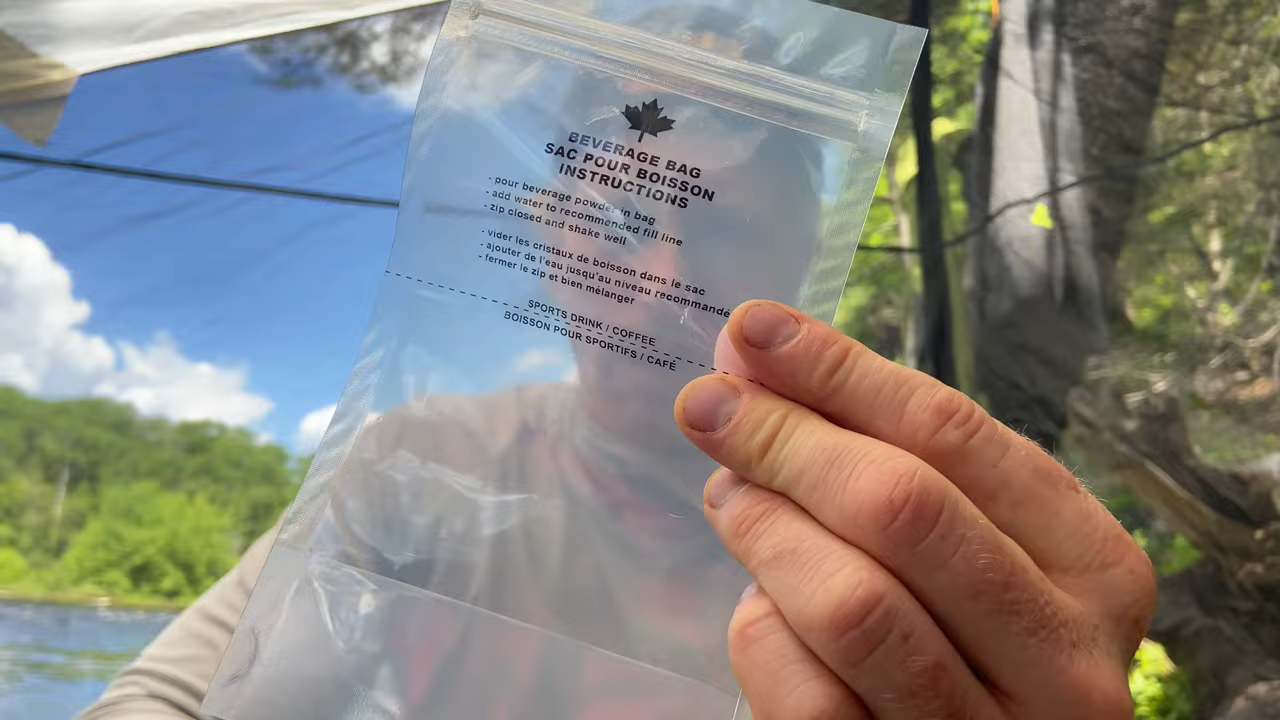 BEVERAGE BAG
SAC POUR BOISSON
INSTRUCTIONS
- pour beverage powder in bag
- add water to recommended fill line
- zip closed and shake well
- vider les cristaux de boisson dans le sac
- ajouter de l'eau jusqu'au niveau recommandé
- fermer le zip et bien mélanger
SPORTS DRINK / COFFEE
BOISSON POUR SPORTIFS / CAFÉ